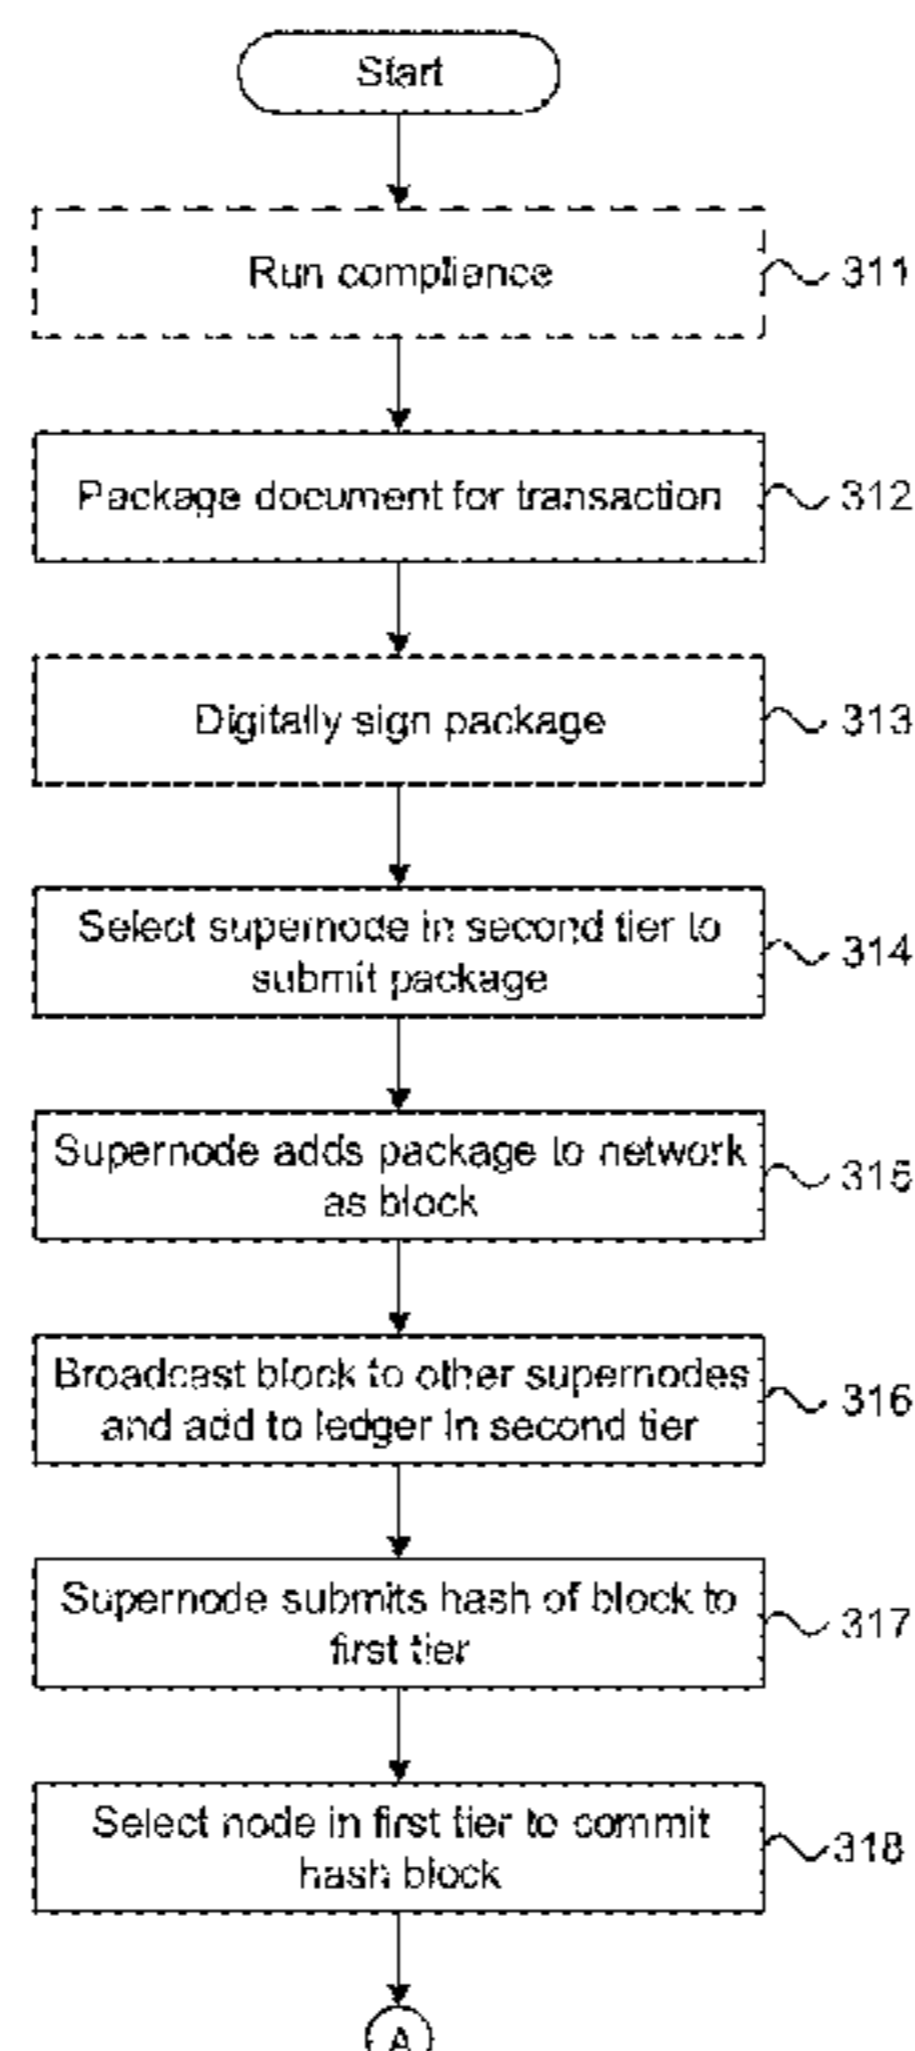 Start
Run compliance
311
Package document for transaction
312
Digitally sign package
313
Select supernode in second tier to
submit package
314
Supernode adds package to network
as block
315
Broadcast block to other supernodes
and add to ledger in second tier
316
Supernode submits hash of block to
first tier
317
Select node in first tier to commit
hash block
318
A